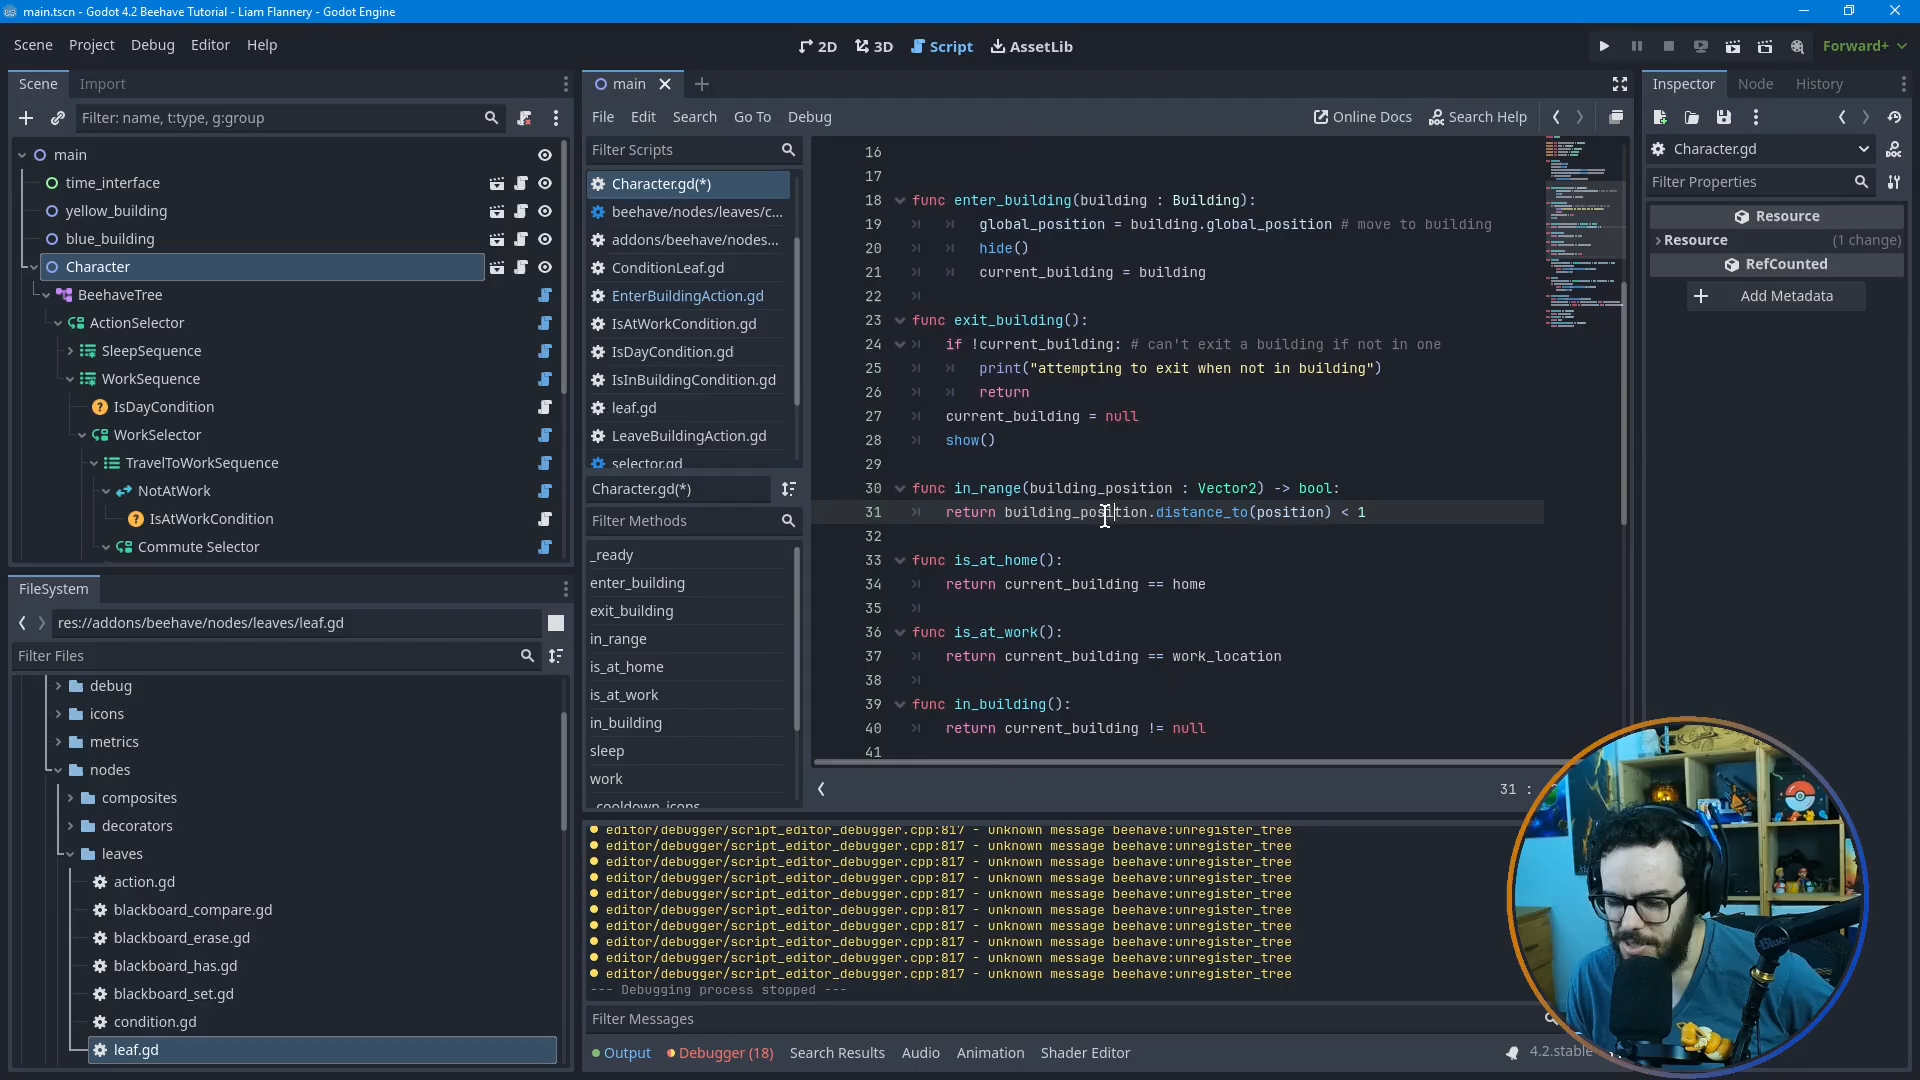 main.tscn - Godot 4.2 Beehave Tutorial - Liam Flannery - Godot Engine
Scene Project Debug Editor Help
2D 3D Script AssetLib
Forward+
Scene Import
Filter: name, t:type, g:group
main
time_interface
yellow_building
blue_building
Character
BeehaveTree
ActionSelector
SleepSequence
WorkSequence
IsDayCondition
WorkSelector
TravelToWorkSequence
NotAtWork
IsAtWorkCondition
Commute Selector
FileSystem
res://addons/beehave/nodes/leaves/leaf.gd
Filter Files
debug
icons
metrics
nodes
composites
decorators
leaves
action.gd
blackboard_compare.gd
blackboard_erase.gd
blackboard_has.gd
blackboard_set.gd
condition.gd
leaf.gd
main
File Edit Search Go To Debug
Online Docs Search Help
Filter Scripts
Character.gd(*)
beehave/nodes/leaves/c...
addons/beehave/nodes...
ConditionLeaf.gd
EnterBuildingAction.gd
IsAtWorkCondition.gd
IsDayCondition.gd
IsInBuildingCondition.gd
leaf.gd
LeaveBuildingAction.gd
selector.gd
Character.gd(*)
Filter Methods
_ready
enter_building
exit_building
in_range
is_at_home
is_at_work
in_building
sleep
work
_cooldown_icons
16
17
18 func enter_building(building : Building):
19 global_position = building.global_position # move to building
20 hide()
21 current_building = building
22
23 func exit_building():
24 if !current_building: # can't exit a building if not in one
25 print("attempting to exit when not in building")
26 return
27 current_building = null
28 show()
29
30 func in_range(building_position : Vector2) -> bool:
31 return building_position.distance_to(position) < 1
32
33 func is_at_home():
34 return current_building == home
35
36 func is_at_work():
37 return current_building == work_location
38
39 func in_building():
40 return current_building != null
41
31 :
editor/debugger/script_editor_debugger.cpp:817 - unknown message beehave:unregister_tree
editor/debugger/script_editor_debugger.cpp:817 - unknown message beehave:unregister_tree
editor/debugger/script_editor_debugger.cpp:817 - unknown message beehave:unregister_tree
editor/debugger/script_editor_debugger.cpp:817 - unknown message beehave:unregister_tree
editor/debugger/script_editor_debugger.cpp:817 - unknown message beehave:unregister_tree
editor/debugger/script_editor_debugger.cpp:817 - unknown message beehave:unregister_tree
editor/debugger/script_editor_debugger.cpp:817 - unknown message beehave:unregister_tree
editor/debugger/script_editor_debugger.cpp:817 - unknown message beehave:unregister_tree
editor/debugger/script_editor_debugger.cpp:817 - unknown message beehave:unregister_tree
editor/debugger/script_editor_debugger.cpp:817 - unknown message beehave:unregister_tree
--- Debugging process stopped ---
Filter Messages
Output Debugger (18) Search Results Audio Animation Shader Editor
4.2.stable
Inspector Node History
Character.gd
Filter Properties
Resource
Resource (1 change)
RefCounted
Add Metadata
Blue